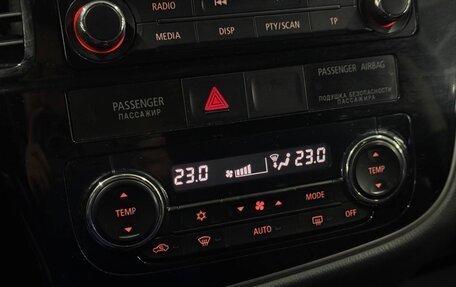 RADIO
MEDIA DISP PTY/SCAN TP
PASSENGER
ПАССАЖИР
PASSENGER AIRBAG
ПОДУШКА БЕЗОПАСНОСТИ
ПАССАЖИРА
23.0 23.0
TEMP MODE TEMP
AUTO OFF